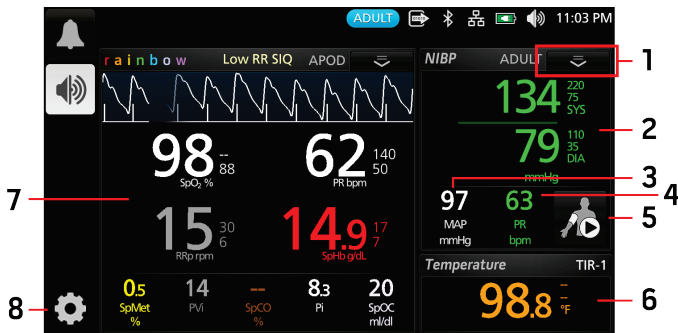 ADULT 11:03 PM
rainbow Low RR SIQ APOD
98 -- 88
SpO₂ %
62 140 50
PR bpm
15 30 6
RRp rpm
14.9 17 7
SpHb g/dL
0.5 14 -- 8.3 20
SpMet PVi SpCO Pi SpOC
% % ml/dl
NIBP ADULT
134 220 75 SYS
79 110 35 DIA
mmHg
97 63
MAP PR
mmHg bpm
Temperature TIR-1
98.8 -- -- °F
1
2
3
4
5
6
7
8